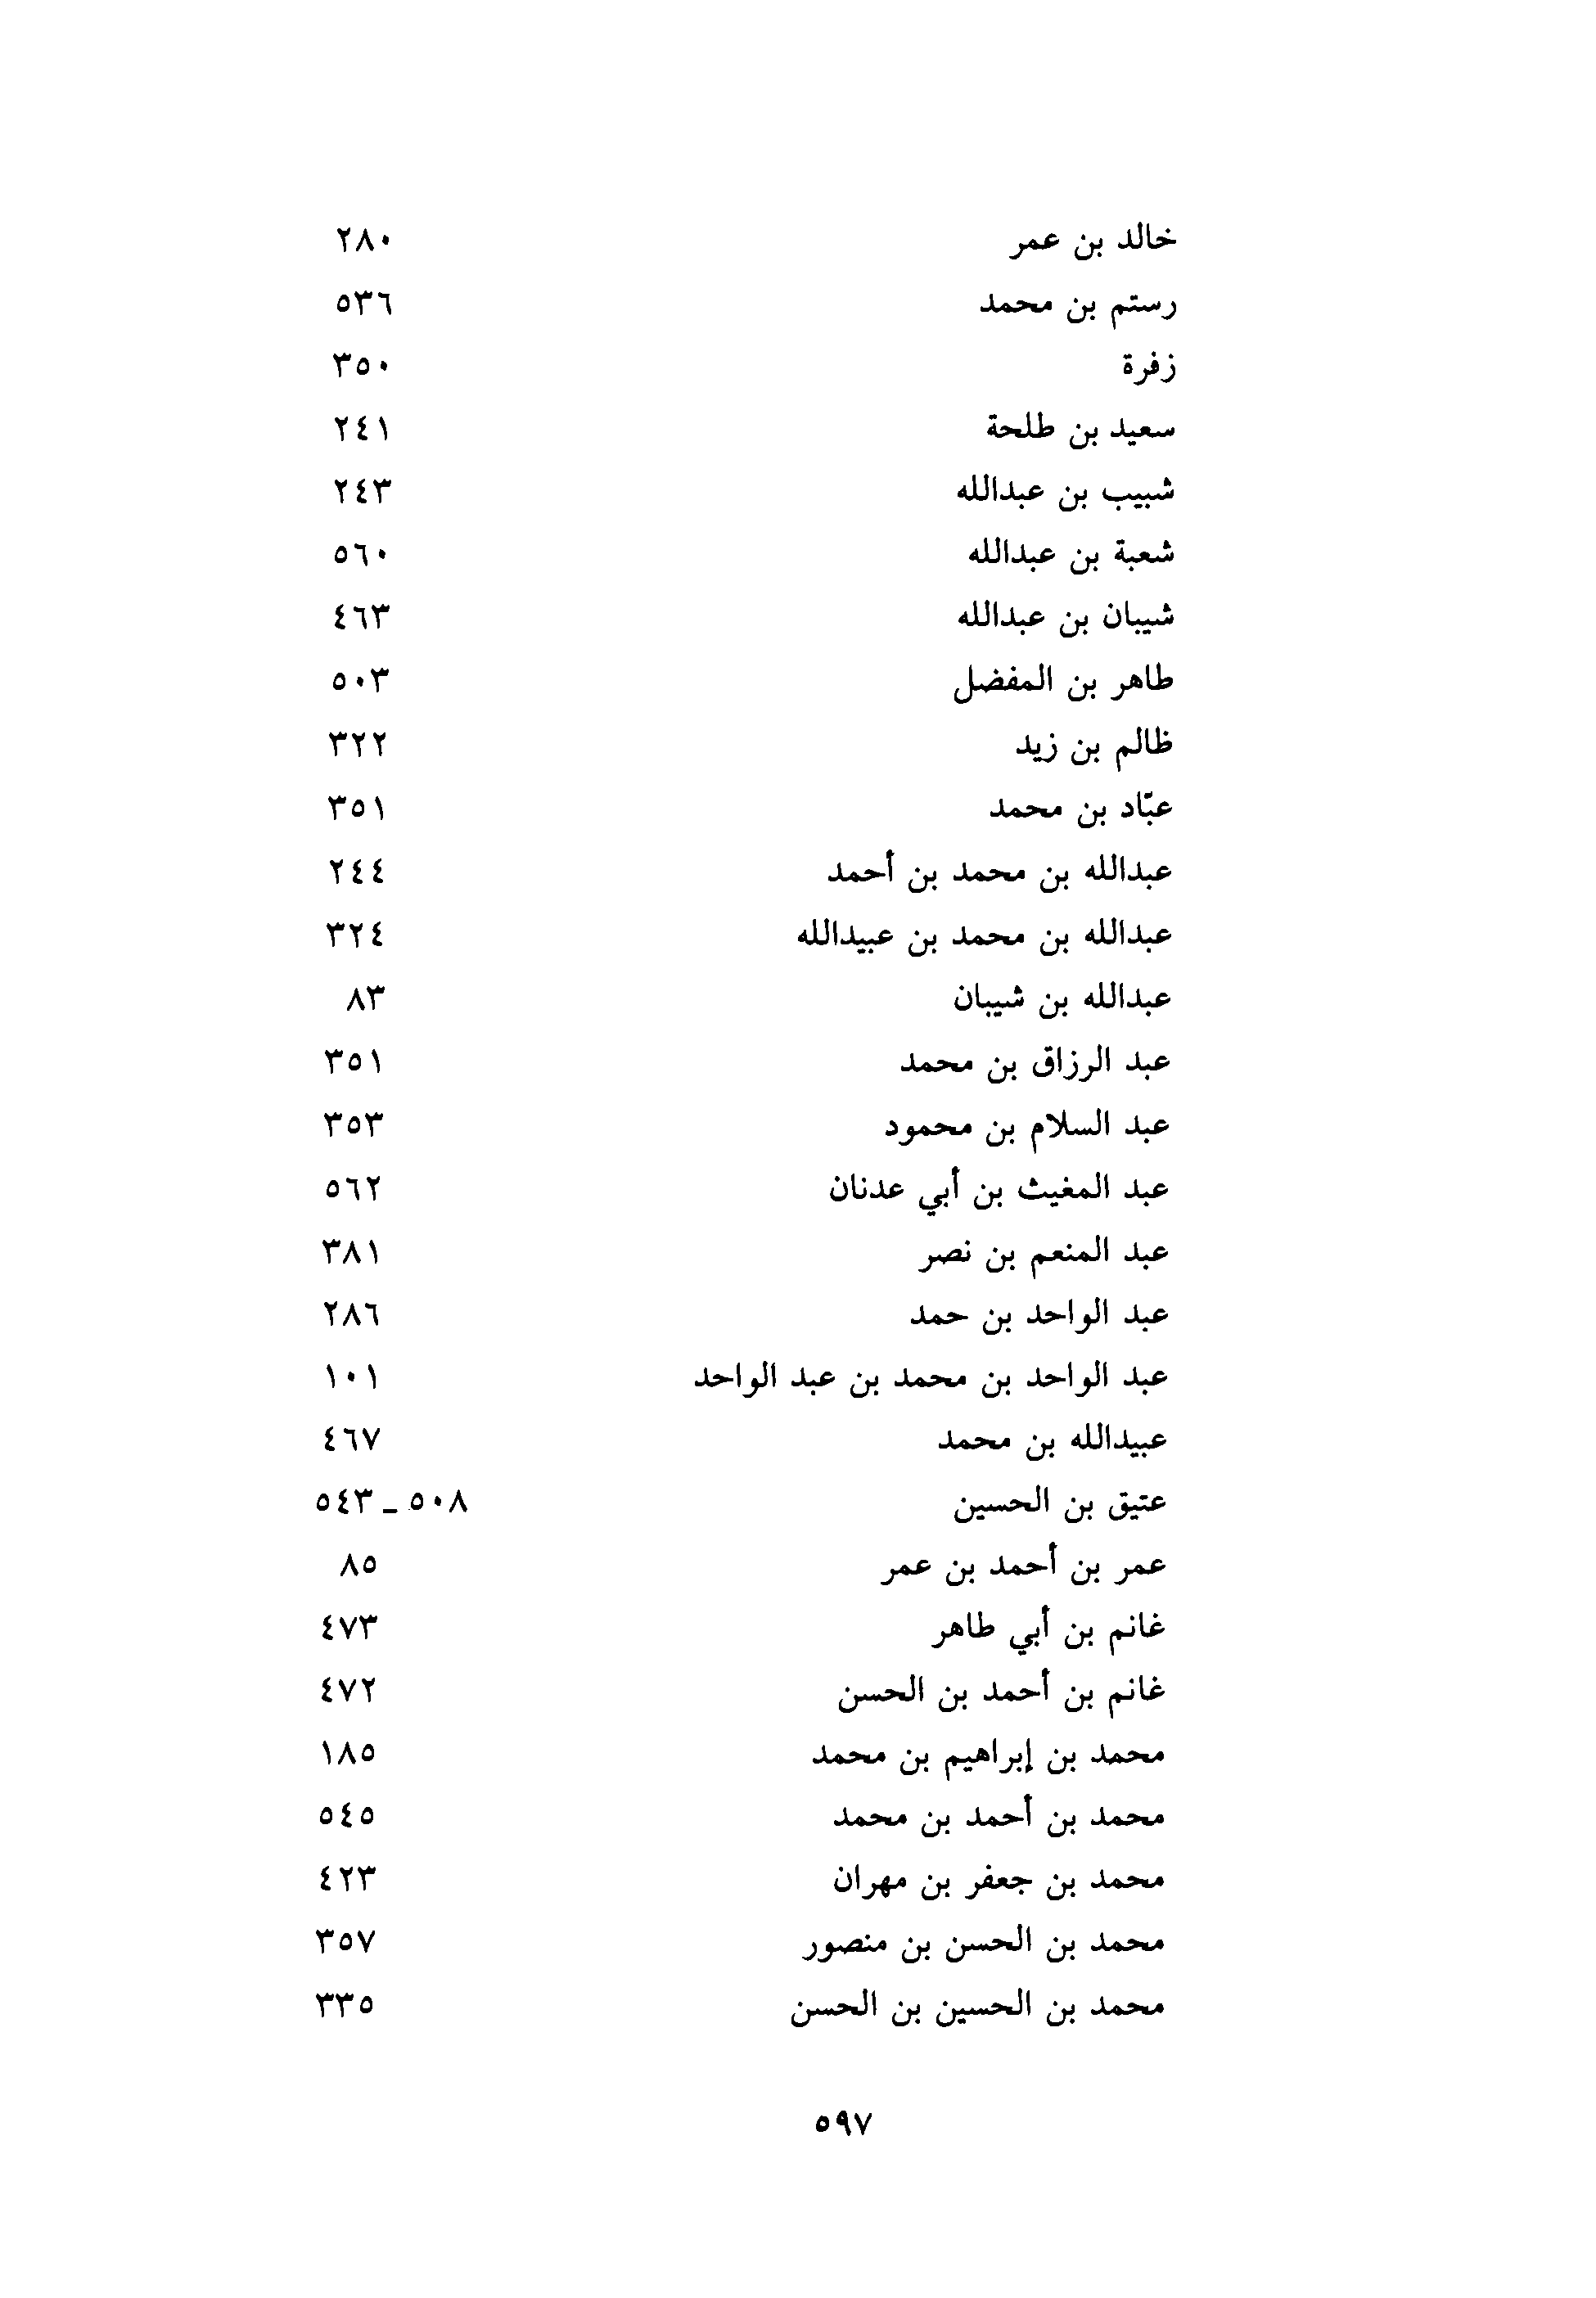 خالد بن عمر ٢٨٠
رستم بن محمد ٥٣٦
زفرة ٣٥٠
سعيد بن طلحة ٢٤١
شبيب بن عبدالله ٢٤٣
شعبة بن عبدالله ٥٦٠
شيبان بن عبدالله ٤٦٣
طاهر بن المفضل ٥٠٣
ظالم بن زيد ٣٢٢
عبّاد بن محمد ٣٥١
عبدالله بن محمد بن أحمد ٢٤٤
عبدالله بن محمد بن عبيدالله ٣٢٤
عبدالله بن شيبان ٨٣
عبد الرزاق بن محمد ٣٥١
عبد السلام بن محمود ٣٥٣
عبد المغيث بن أبي عدنان ٥٦٢
عبد المنعم بن نصر ٣٨١
عبد الواحد بن حمد ٢٨٦
عبد الواحد بن محمد بن عبد الواحد ١٠١
عبيدالله بن محمد ٤٦٧
عتيق بن الحسين ٥٠٨ - ٥٤٣
عمر بن أحمد بن عمر ٨٥
غانم بن أبي طاهر ٤٧٣
غانم بن أحمد بن الحسن ٤٧٢
محمد بن إبراهيم بن محمد ١٨٥
محمد بن أحمد بن محمد ٥٤٥
محمد بن جعفر بن مهران ٤٢٣
محمد بن الحسن بن منصور ٣٥٧
محمد بن الحسين بن الحسن ٣٣٥
٥٩٧